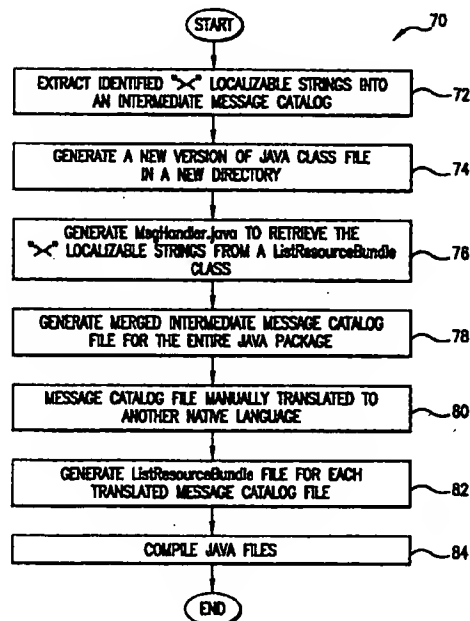 START
70
EXTRACT IDENTIFIED "><" LOCALIZABLE STRINGS INTO
AN INTERMEDIATE MESSAGE CATALOG
72
GENERATE A NEW VERSION OF JAVA CLASS FILE
IN A NEW DIRECTORY
74
GENERATE MsgHandler.java TO RETRIEVE THE
"><" LOCALIZABLE STRINGS FROM A ListResourceBundle
CLASS
76
GENERATE MERGED INTERMEDIATE MESSAGE CATALOG
FILE FOR THE ENTIRE JAVA PACKAGE
78
MESSAGE CATALOG FILE MANUALLY TRANSLATED TO
ANOTHER NATIVE LANGUAGE
80
GENERATE ListResourceBundle FILE FOR EACH
TRANSLATED MESSAGE CATALOG FILE
82
COMPILE JAVA FILES
84
END